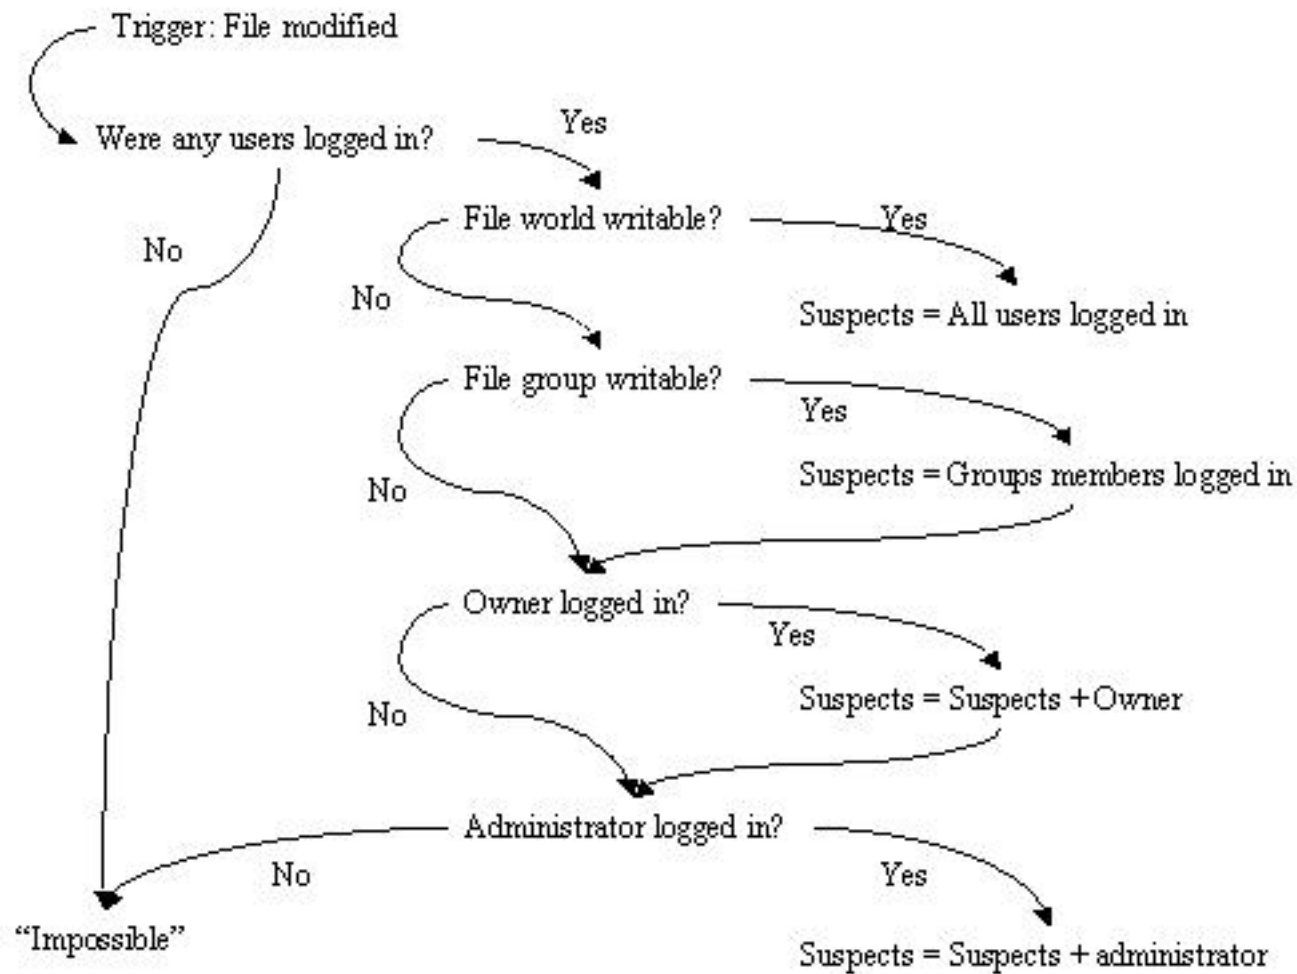 Trigger: File modified
Yes
Were any users logged in?
File world writable?
Yes
No
No
Suspects = All users logged in
File group writable?
Yes
Suspects = Groups members logged in
No
Owner logged in?
Yes
Suspects = Suspects + Owner
No
Administrator logged in?
No
Yes
“Impossible”
Suspects = Suspects + administrator